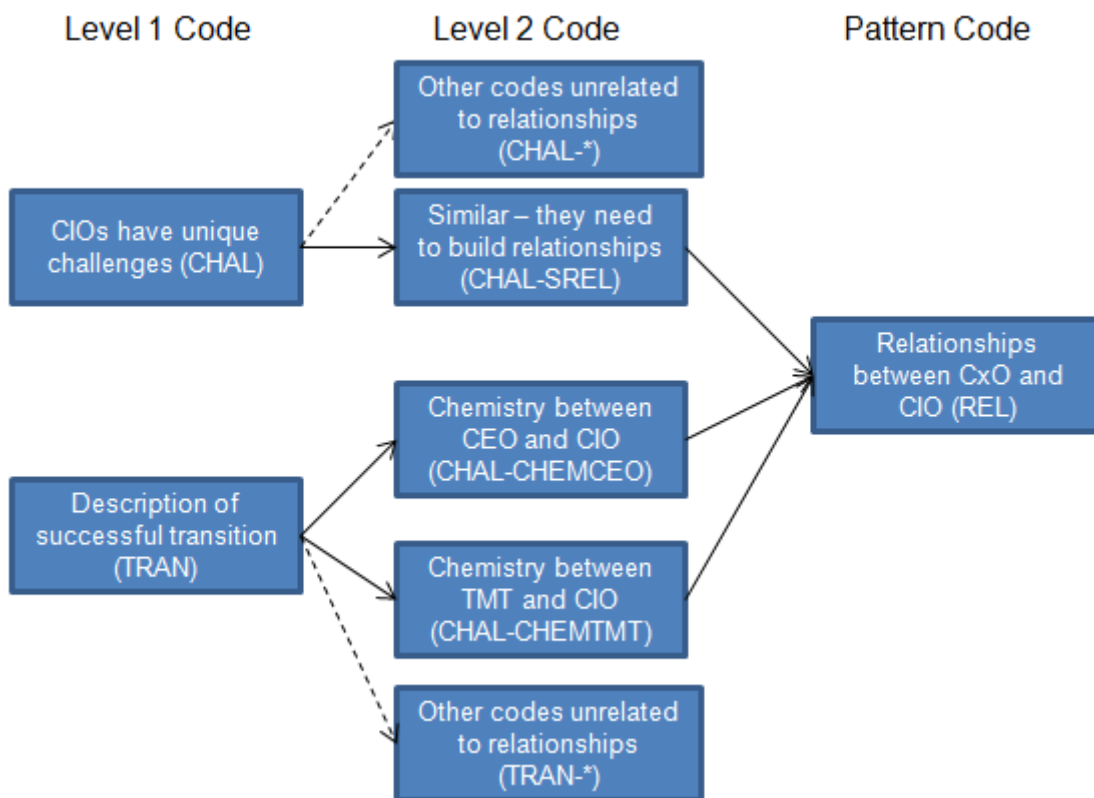 Level 1 Code
Level 2 Code
Pattern Code
Other codes unrelated
to relationships
(CHAL-*)
CIOs have unique
challenges (CHAL)
Similar – they need
to build relationships
(CHAL-SREL)
Relationships
between CxO and
CIO (REL)
Chemistry between
CEO and CIO
(CHAL-CHEMCEO)
Description of
successful transition
(TRAN)
Chemistry between
TMT and CIO
(CHAL-CHEMTMT)
Other codes unrelated
to relationships
(TRAN-*)